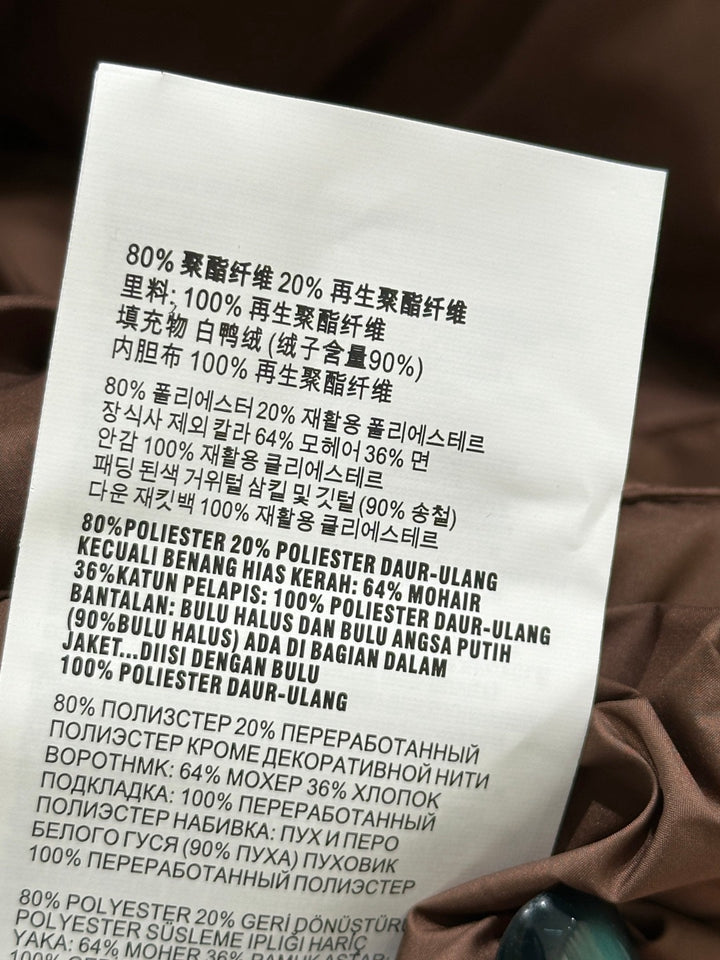 80% 聚酯纤维 20% 再生聚酯纤维
里料: 100% 再生聚酯纤维
填充物 白鸭绒 (绒子含量90%)
内胆布 100% 再生聚酯纤维
80% 폴리에스터 20% 재활용 폴리에스테르
장식사 제외 칼라 64% 모헤어 36% 면
안감 100% 재활용 클리에스테르
패딩 된색 거위털 삼킬 및 깃털 (90% 송철)
다운 재킷백 100% 재활용 클리에스테르
80%POLIESTER 20% POLIESTER DAUR-ULANG
KECUALI BENANG HIAS KERAH: 64% MOHAIR
36%KATUN PELAPIS: 100% POLIESTER DAUR-ULANG
BANTALAN: BULU HALUS DAN BULU ANGSA PUTIH
(90%BULU HALUS) ADA DI BAGIAN DALAM
JAKET...DIISI DENGAN BULU
100% POLIESTER DAUR-ULANG
80% ПОЛИЗСТЕР 20% ПЕРЕРАБОТАННЫЙ
ПОЛИЭСТЕР КРОМЕ ДЕКОРАТИВНОЙ НИТИ
ВОРОТНМК: 64% МОХЕР 36% ХЛОПОК
ПОДКЛАДКА: 100% ПЕРЕРАБОТАННЫЙ
ПОЛИЭСТЕР НАБИВКА: ПУХ И ПЕРО
БЕЛОГО ГУСЯ (90% ПУХА) ПУХОВИК
100% ПЕРЕРАБОТАННЫЙ ПОЛИЭСТЕР
80% POLYESTER 20% GERİ DÖNÜŞTÜRÜ
POLYESTER SÜSLEME IPLIĞI HARİÇ
YAKA: 64% MOHER 36% PAMUK ASTAR:
100%